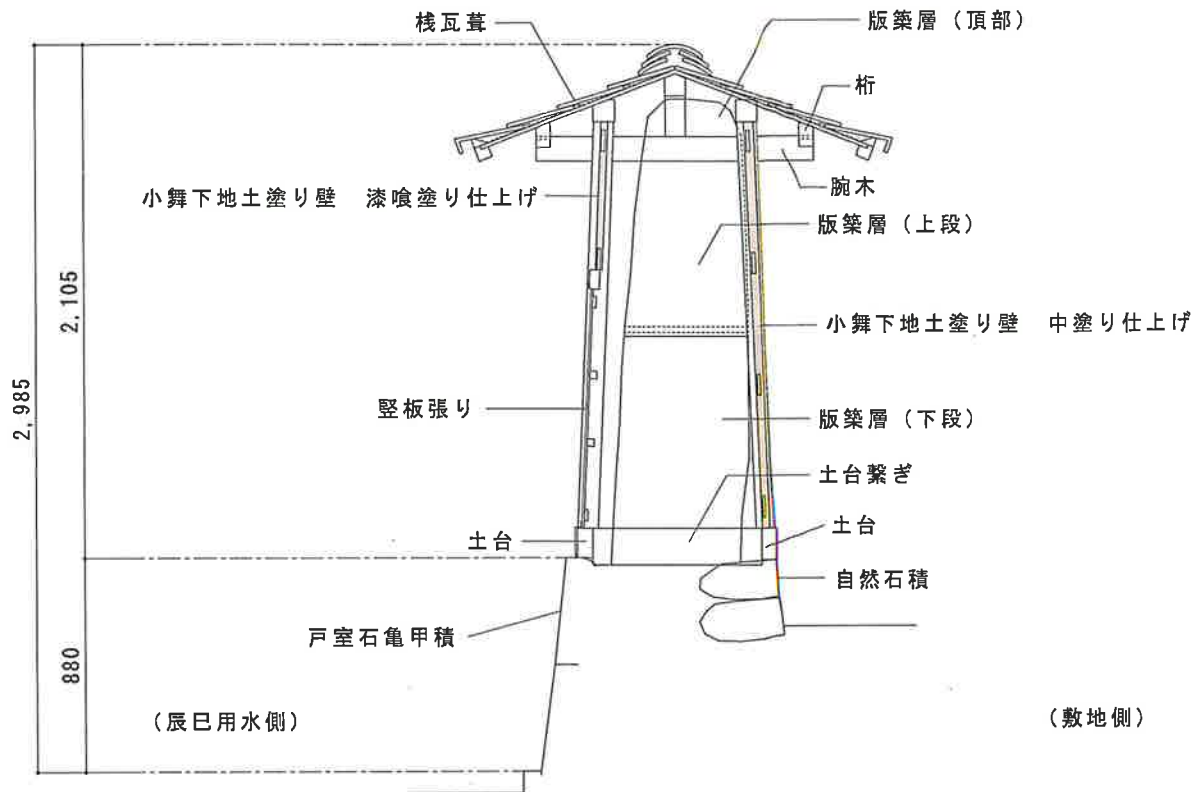 桟瓦葺
版築層（頂部）
桁
腕木
小舞下地土塗り壁　漆喰塗り仕上げ
版築層（上段）
2,105
小舞下地土塗り壁　中塗り仕上げ
2,985
竪板張り
版築層（下段）
土台繋ぎ
土台
土台
自然石積
戸室石亀甲積
880
（辰巳用水側）
（敷地側）